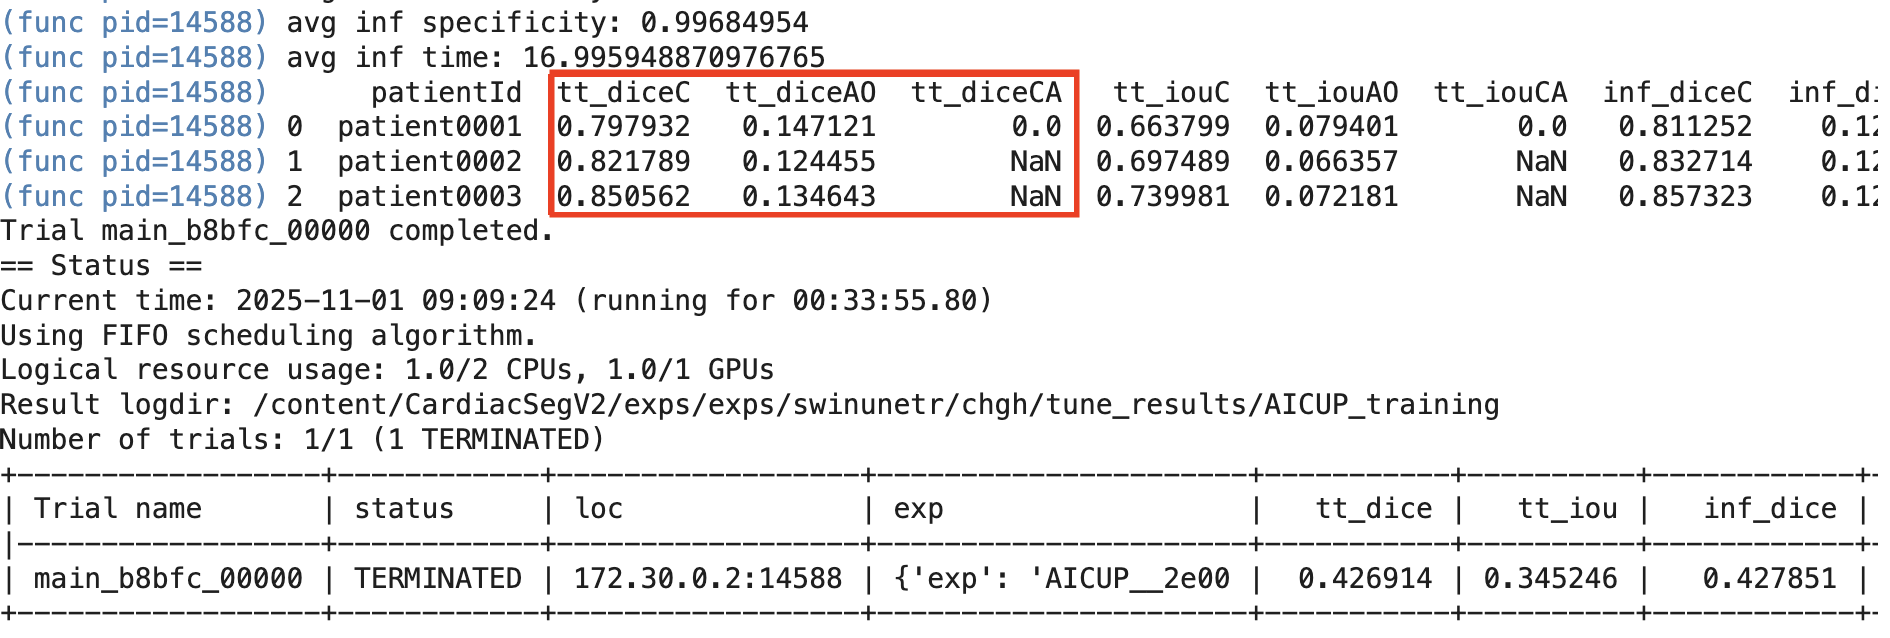 (func pid=14588) avg inf specificity: 0.99684954
(func pid=14588) avg inf time: 16.995948870976765
(func pid=14588) patientId tt_diceC tt_diceAO tt_diceCA tt_iouC tt_iouAO tt_iouCA inf_diceC inf_di
(func pid=14588) 0 patient0001 0.797932 0.147121 0.0 0.663799 0.079401 0.0 0.811252 0.12
(func pid=14588) 1 patient0002 0.821789 0.124455 NaN 0.697489 0.066357 NaN 0.832714 0.12
(func pid=14588) 2 patient0003 0.850562 0.134643 NaN 0.739981 0.072181 NaN 0.857323 0.12
Trial main_b8bfc_00000 completed.
== Status ==
Current time: 2025-11-01 09:09:24 (running for 00:33:55.80)
Using FIFO scheduling algorithm.
Logical resource usage: 1.0/2 CPUs, 1.0/1 GPUs
Result logdir: /content/CardiacSegV2/exps/exps/swinunetr/chgh/tune_results/AICUP_training
Number of trials: 1/1 (1 TERMINATED)
+-------------------+------------+------------------+----------------------+-----------+----------+------------+-
| Trial name | status | loc | exp | tt_dice | tt_iou | inf_dice |
|-------------------+------------+------------------+----------------------+-----------+----------+------------+-
| main_b8bfc_00000 | TERMINATED | 172.30.0.2:14588 | {'exp': 'AICUP__2e00 | 0.426914 | 0.345246 | 0.427851 |
+-------------------+------------+------------------+----------------------+-----------+----------+------------+-